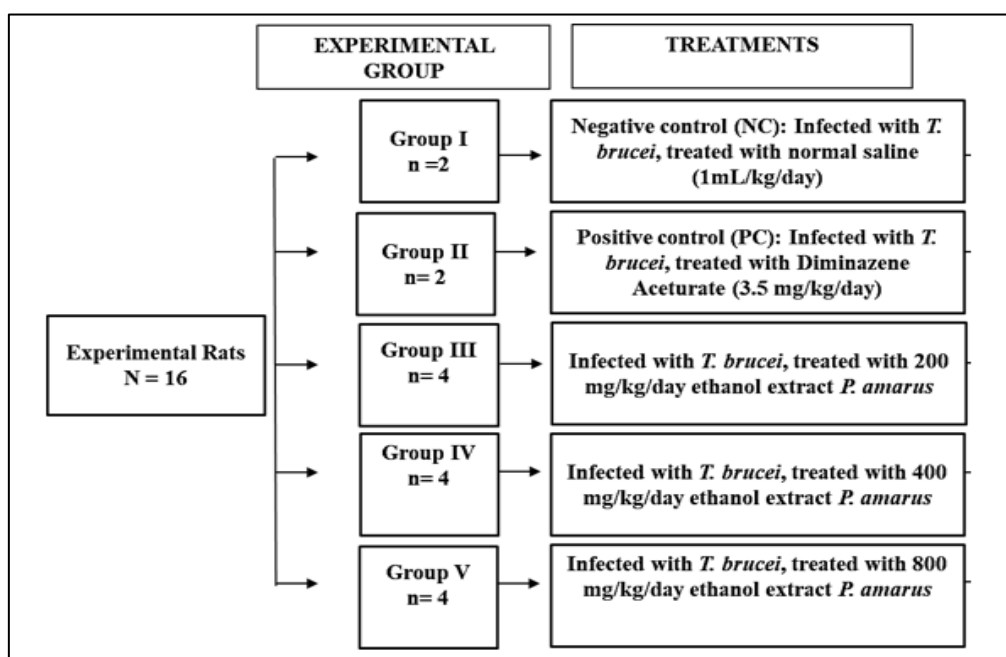 EXPERIMENTAL
GROUP
TREATMENTS
Experimental Rats
N = 16
Group I
n =2
Negative control (NC): Infected with T.
brucei, treated with normal saline
(1mL/kg/day)
Group II
n= 2
Positive control (PC): Infected with T.
brucei, treated with Diminazene
Aceturate (3.5 mg/kg/day)
Group III
n= 4
Infected with T. brucei, treated with 200
mg/kg/day ethanol extract P. amarus
Group IV
n= 4
Infected with T. brucei, treated with 400
mg/kg/day ethanol extract P. amarus
Group V
n= 4
Infected with T. brucei, treated with 800
mg/kg/day ethanol extract P. amarus